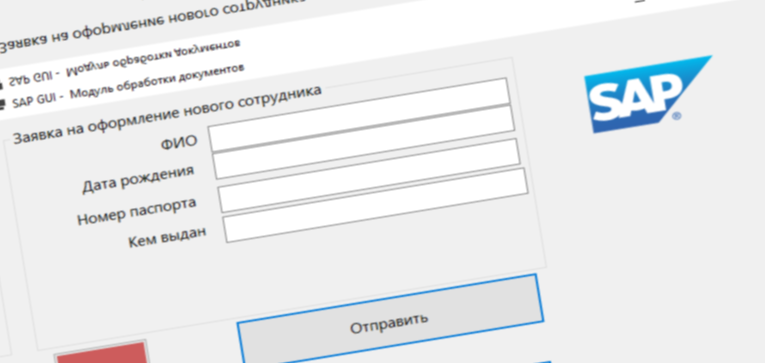 Заявка на оформление нового сотрудника
SAP GUI - Модуль обработки документов
SAP GUI - Модуль обработки документов
Заявка на оформление нового сотрудника
ФИО
Дата рождения
Номер паспорта
Кем выдан
Отправить
SAP®